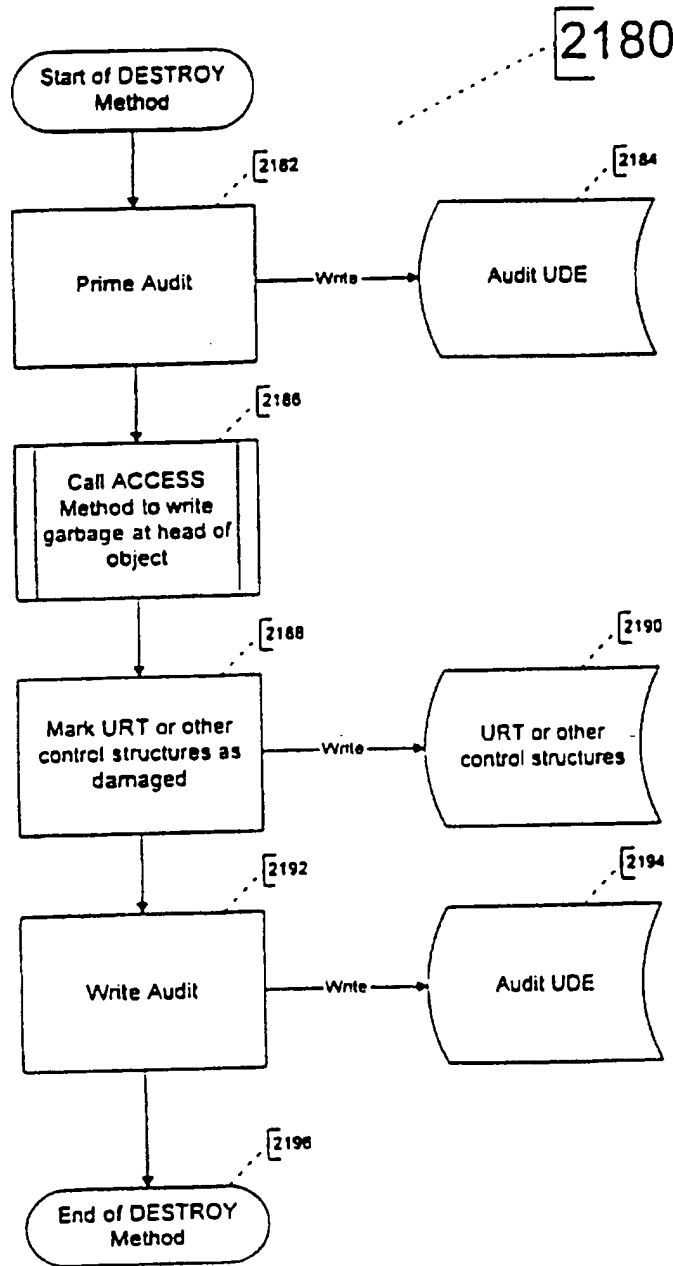 2180
Start of DESTROY
Method
2182
2184
Prime Audit
Write
Audit UDE
2186
Call ACCESS
Method to write
garbage at head of
object
2188
2190
Mark URT or other
control structures as
damaged
Write
URT or other
control structures
2192
2194
Write Audit
Write
Audit UDE
2196
End of DESTROY
Method